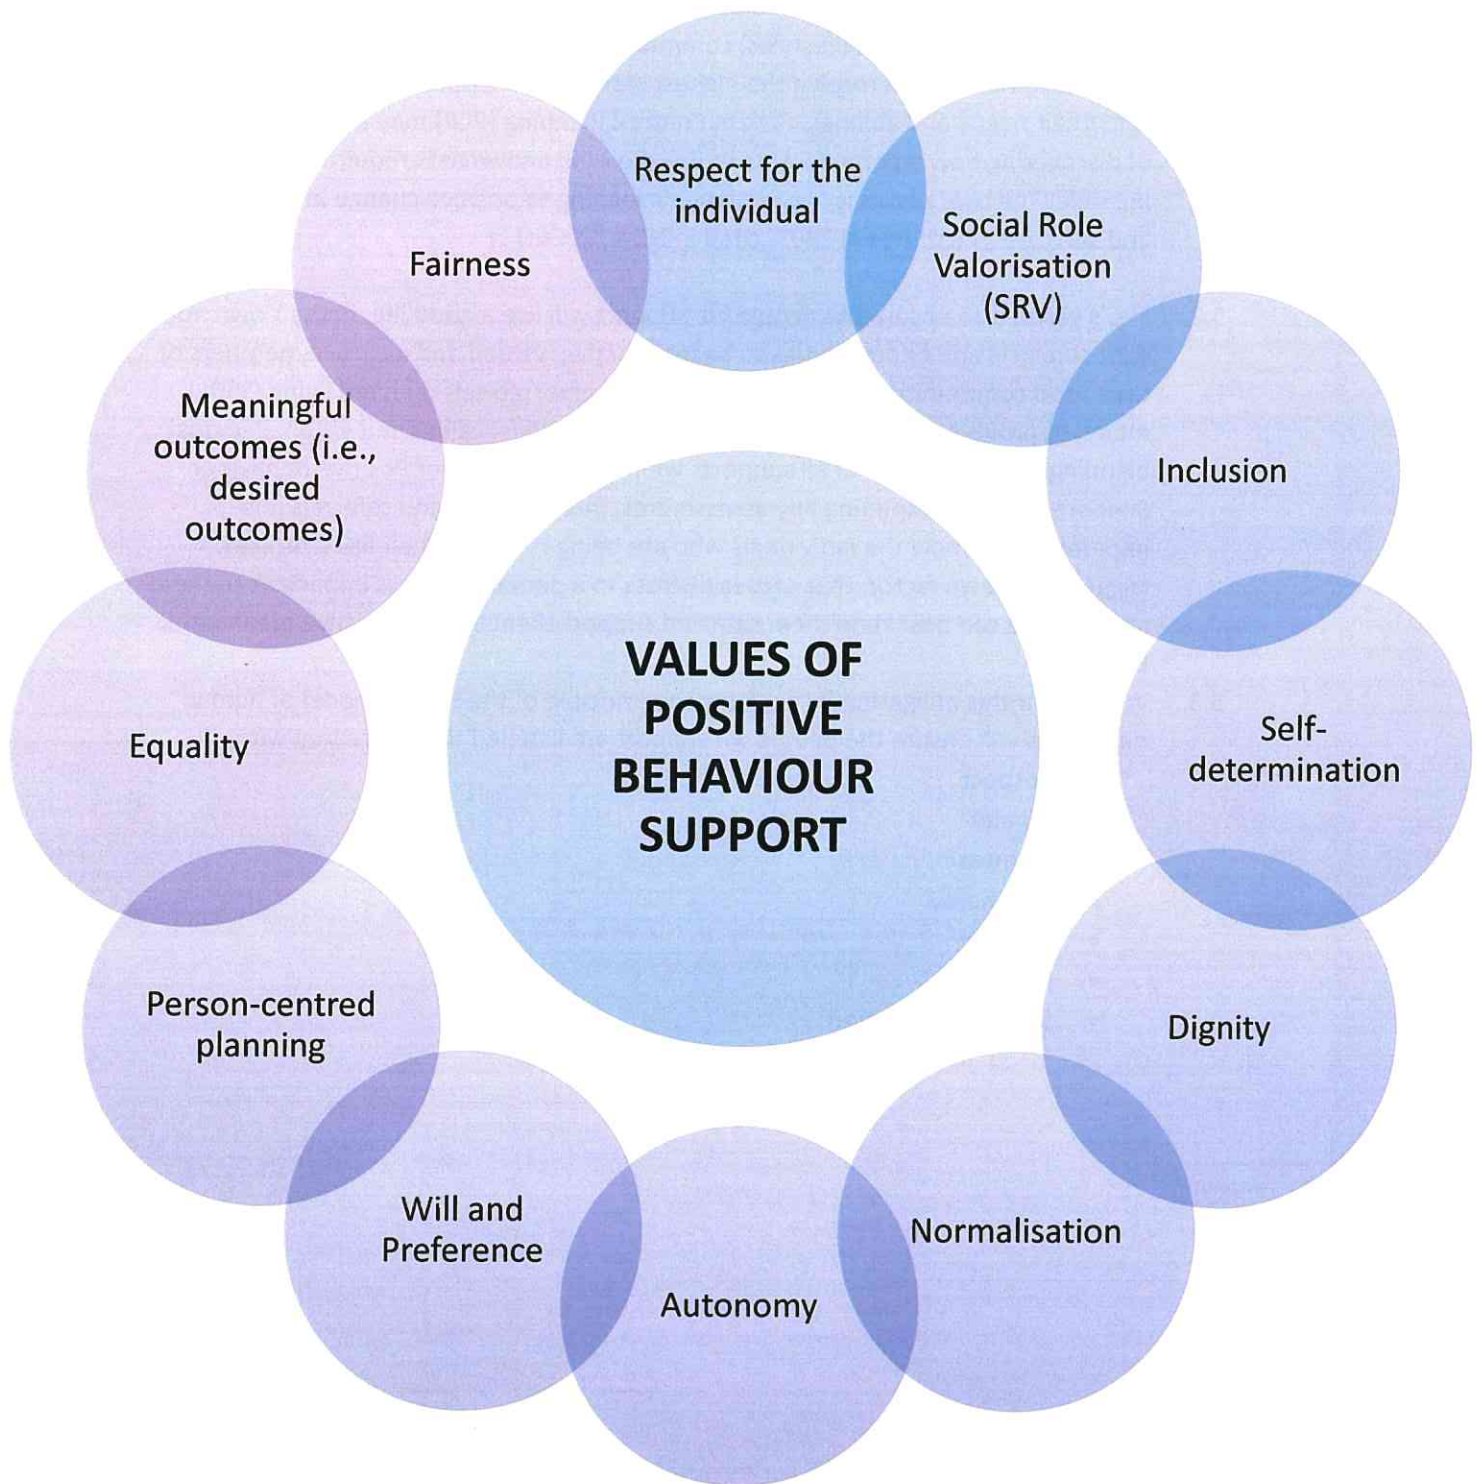 Respect for the
individual
Social Role
Valorisation
(SRV)
Inclusion
Self-
determination
Dignity
Normalisation
Autonomy
Will and
Preference
Person-centred
planning
Equality
Meaningful
outcomes (i.e.,
desired
outcomes)
Fairness
VALUES OF
POSITIVE
BEHAVIOUR
SUPPORT